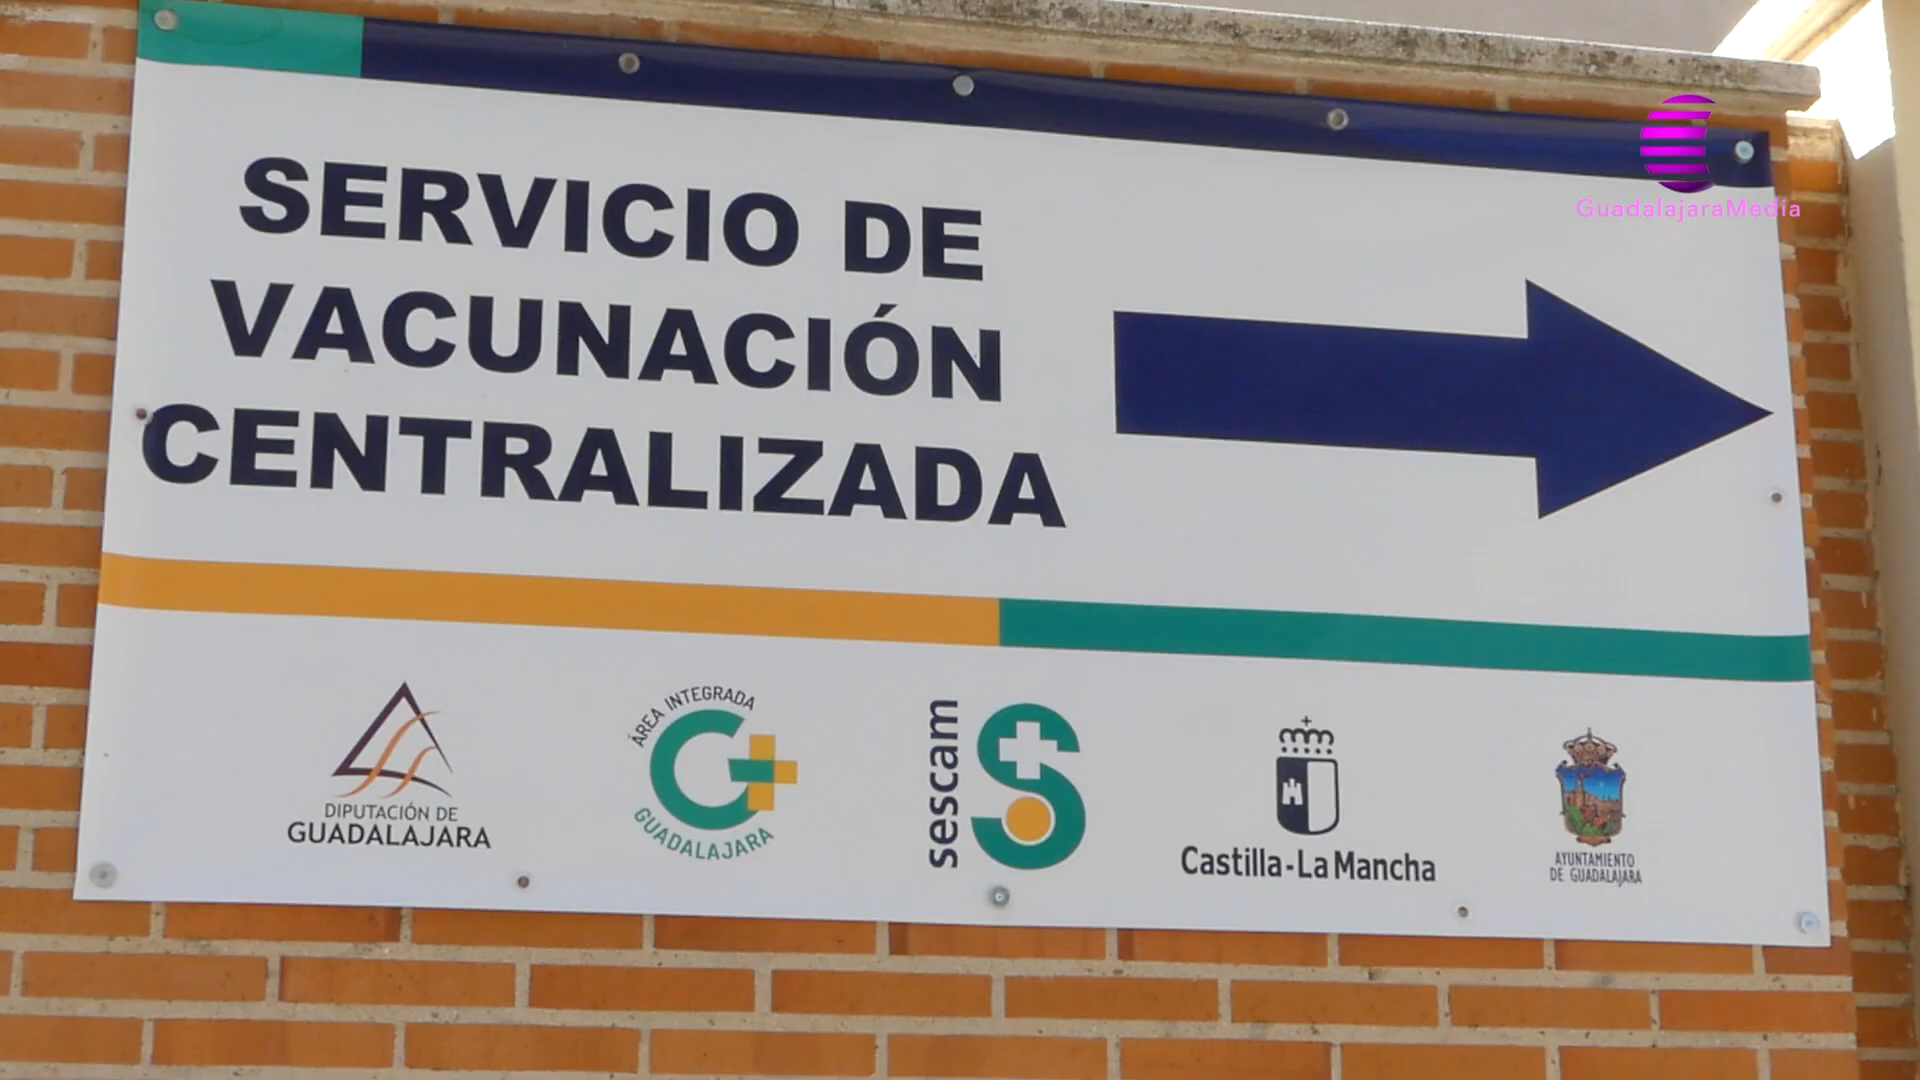 GuadalajaraMedia
SERVICIO DE
VACUNACIÓN
CENTRALIZADA
DIPUTACIÓN DE
GUADALAJARA
ÁREA INTEGRADA
GUADALAJARA
sescam
Castilla-La Mancha
AYUNTAMIENTO
DE GUADALAJARA